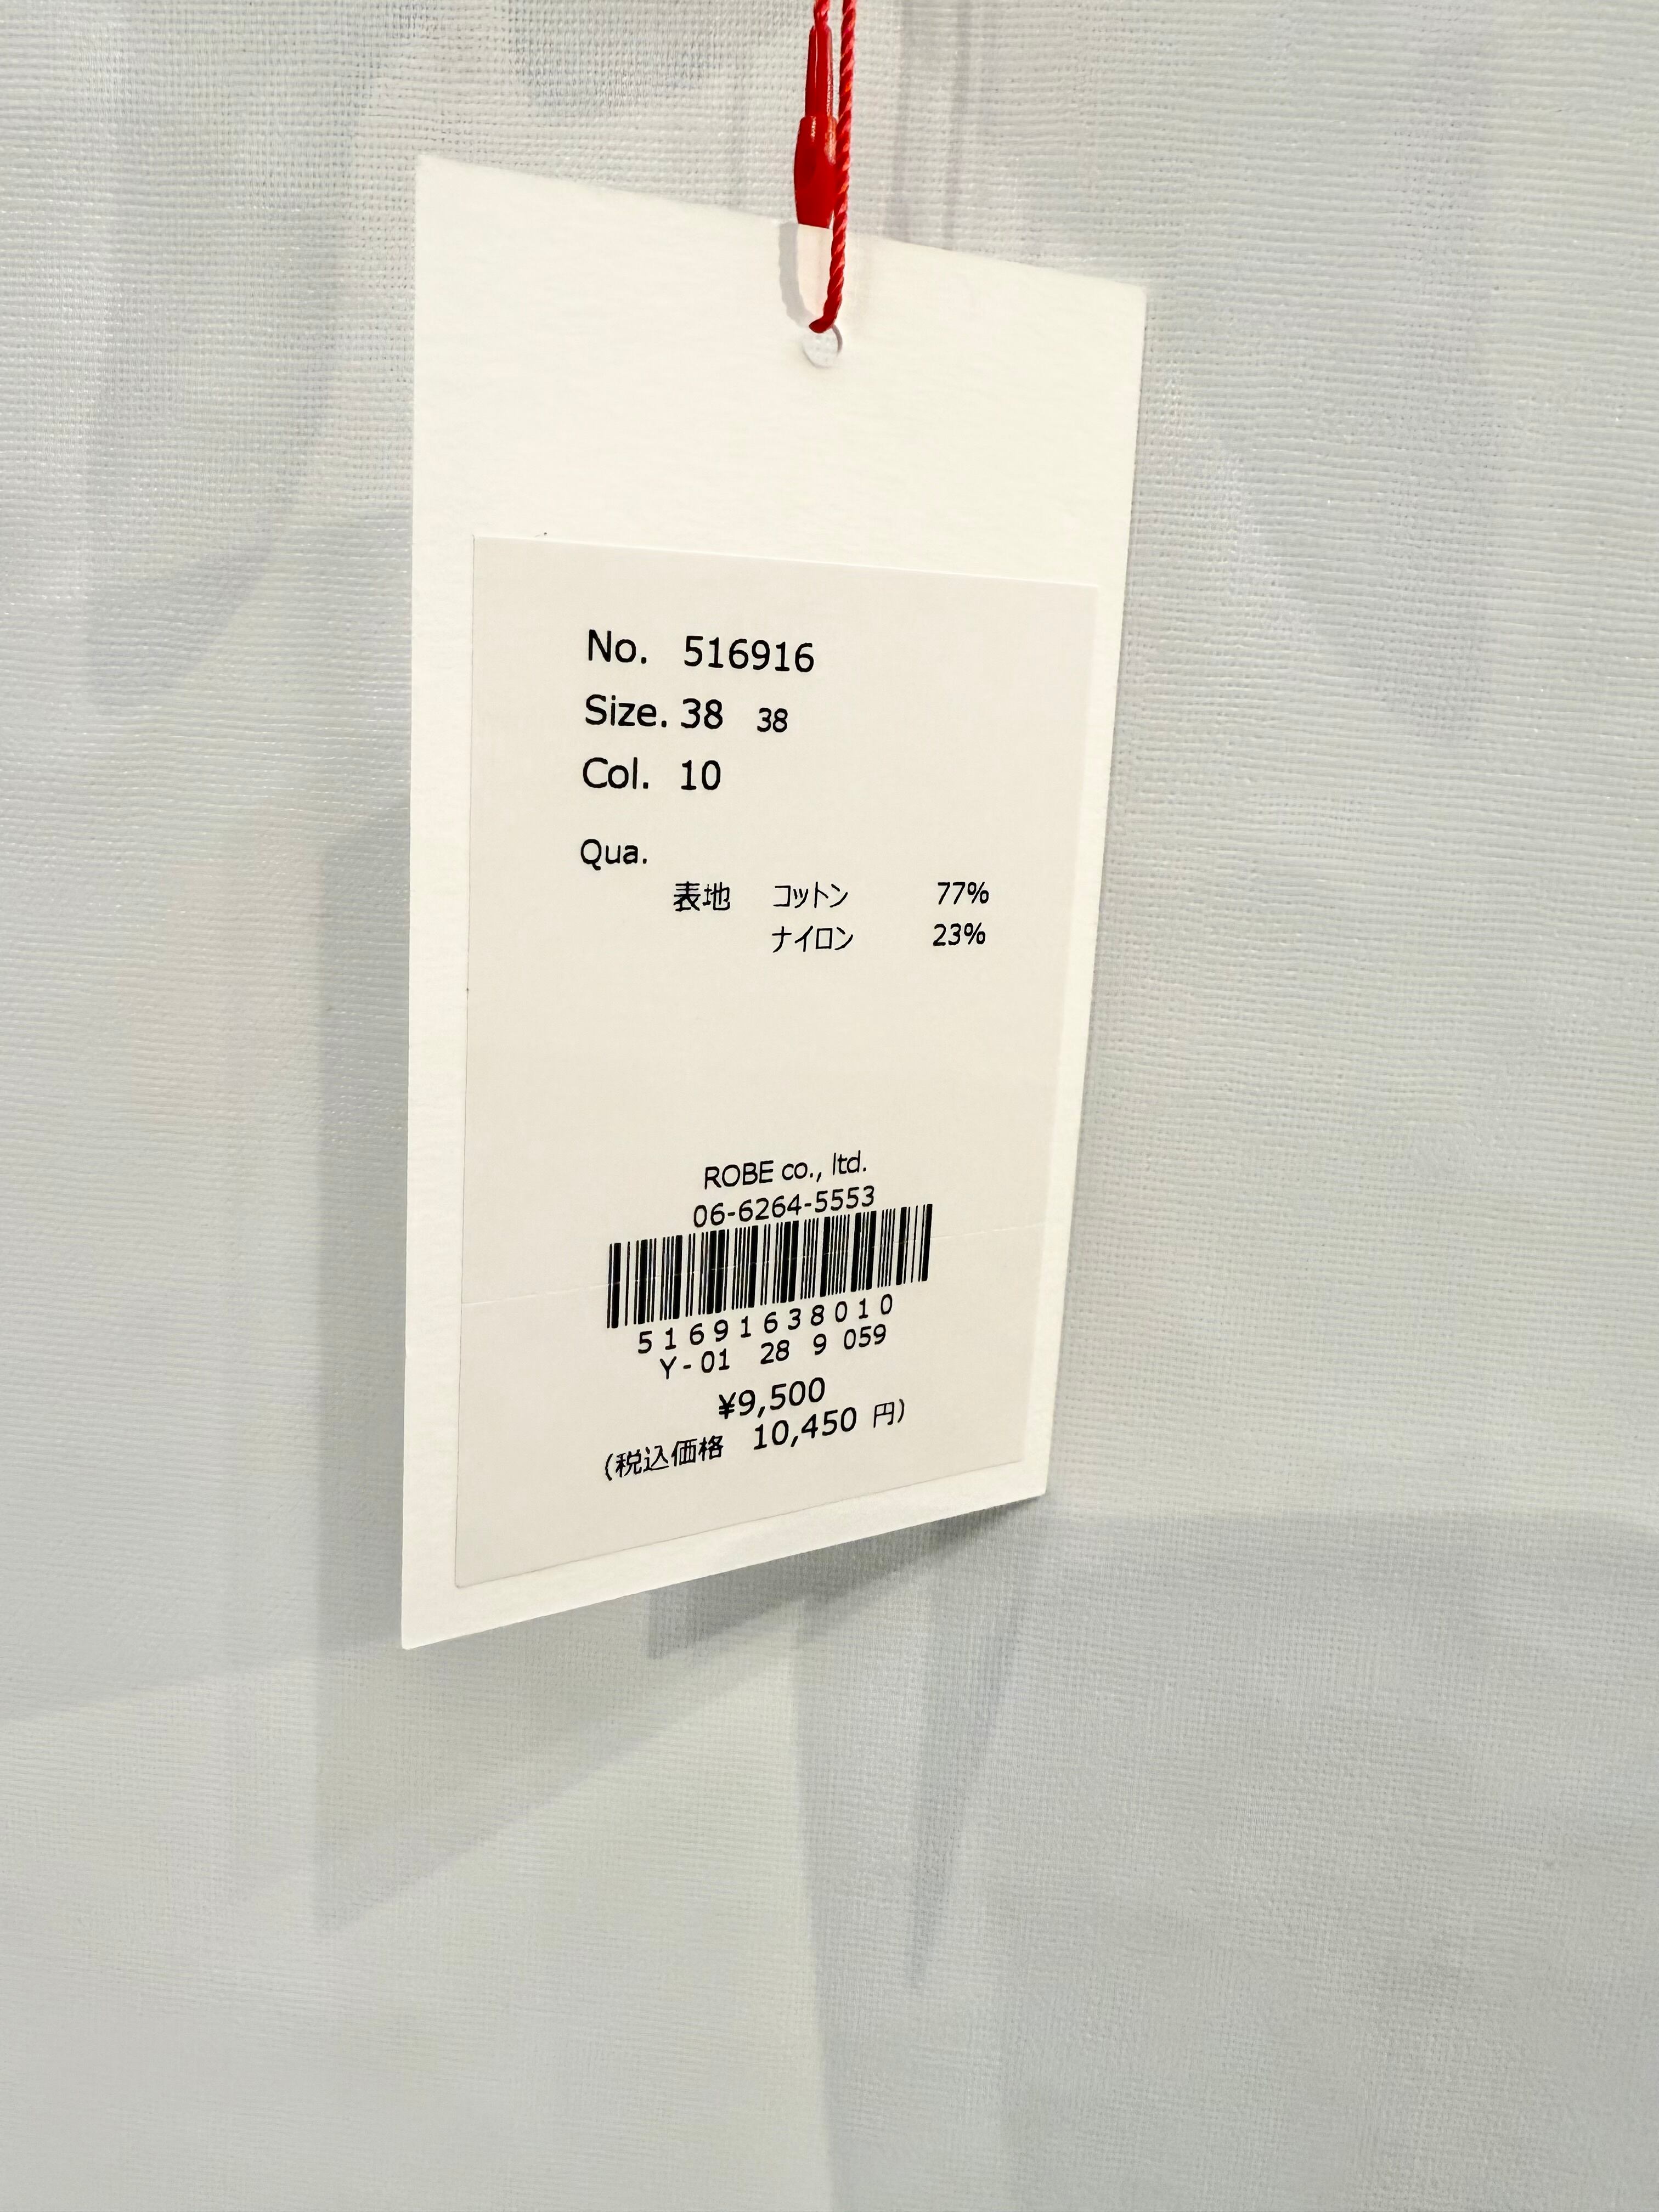 No. 516916
Size. 38 38
Col. 10
Qua.
表地 コットン 77%
ナイロン 23%
ROBE co., ltd.
06-6264-5553
51691638010
Y-01 28 9 059
¥9,500
(税込価格 10,450 円)